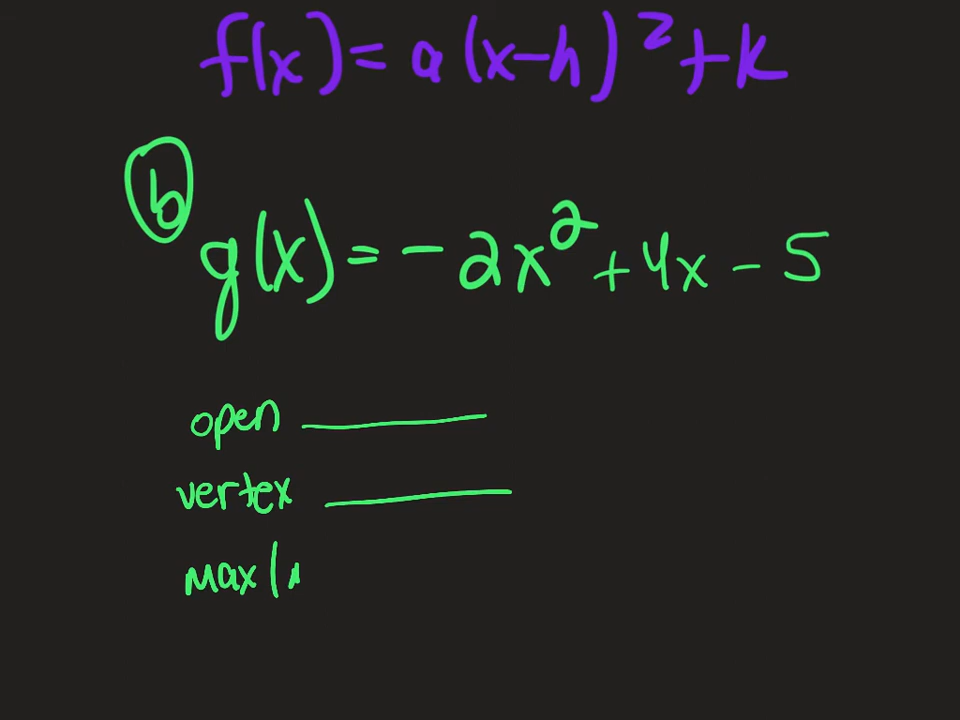 f(x) = a(x-h)² + k
b
g(x) = -2x² + 4x - 5
open
vertex
max